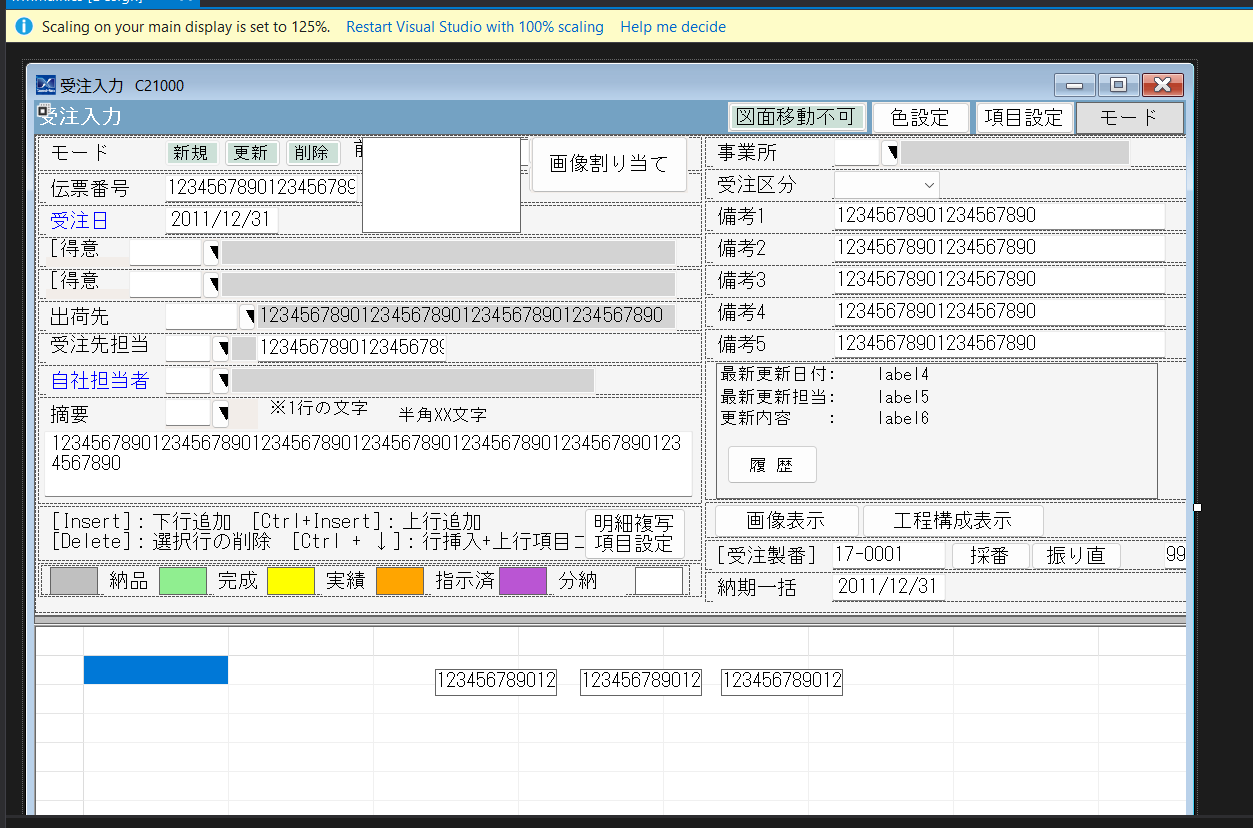 Scaling on your main display is set to 125%. Restart Visual Studio with 100% scaling Help me decide
受注入力 C21000
受注入力 図面移動不可 色設定 項目設定 モード
モード 新規 更新 削除
画像割り当て
伝票番号 1234567890123456789
受注日 2011/12/31
[得意
[得意
出荷先 1234567890123456789012345678901234567890
受注先担当 1234567890123456789
自社担当者
摘要 ※1行の文字 半角XX文字
123456789012345678901234567890123456789012345678901234567890123
4567890
[Insert]：下行追加 [Ctrl+Insert]：上行追加
[Delete]：選択行の削除 [Ctrl + ↓]：行挿入+上行項目コ
明細複写
項目設定
納品 完成 実績 指示済 分納
事業所
受注区分
備考1 12345678901234567890
備考2 12345678901234567890
備考3 12345678901234567890
備考4 12345678901234567890
備考5 12345678901234567890
最新更新日付： label4
最新更新担当： label5
更新内容 ： label6
履 歴
画像表示 工程構成表示
[受注製番] 17-0001 採番 振り直 99
納期一括 2011/12/31
123456789012 123456789012 123456789012